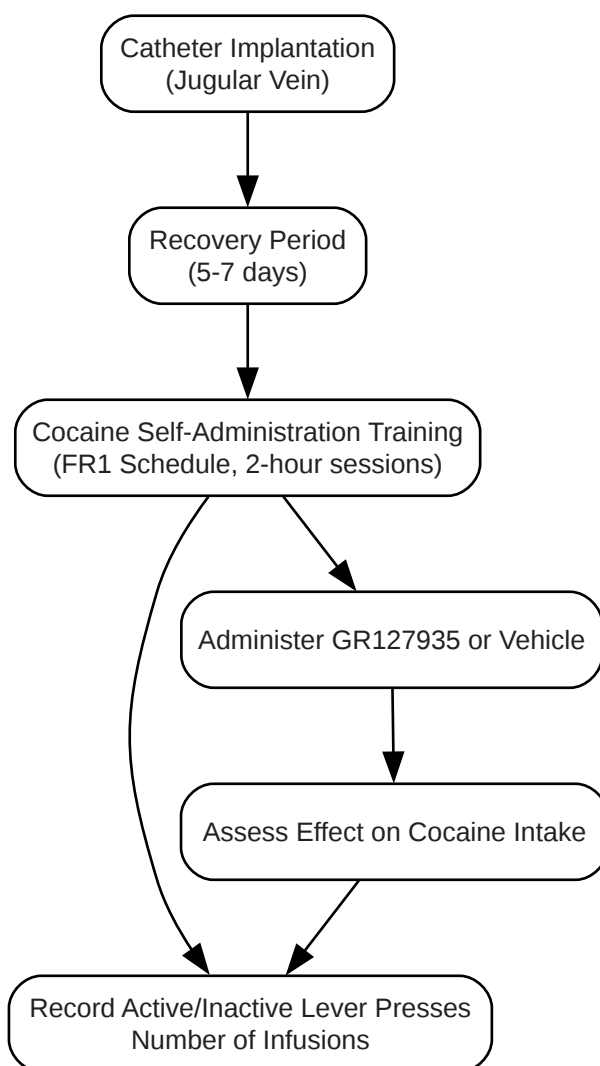 Catheter Implantation
(Jugular Vein)
Recovery Period
(5-7 days)
Cocaine Self-Administration Training
(FR1 Schedule, 2-hour sessions)
Administer GR127935 or Vehicle
Assess Effect on Cocaine Intake
Record Active/Inactive Lever Presses
Number of Infusions